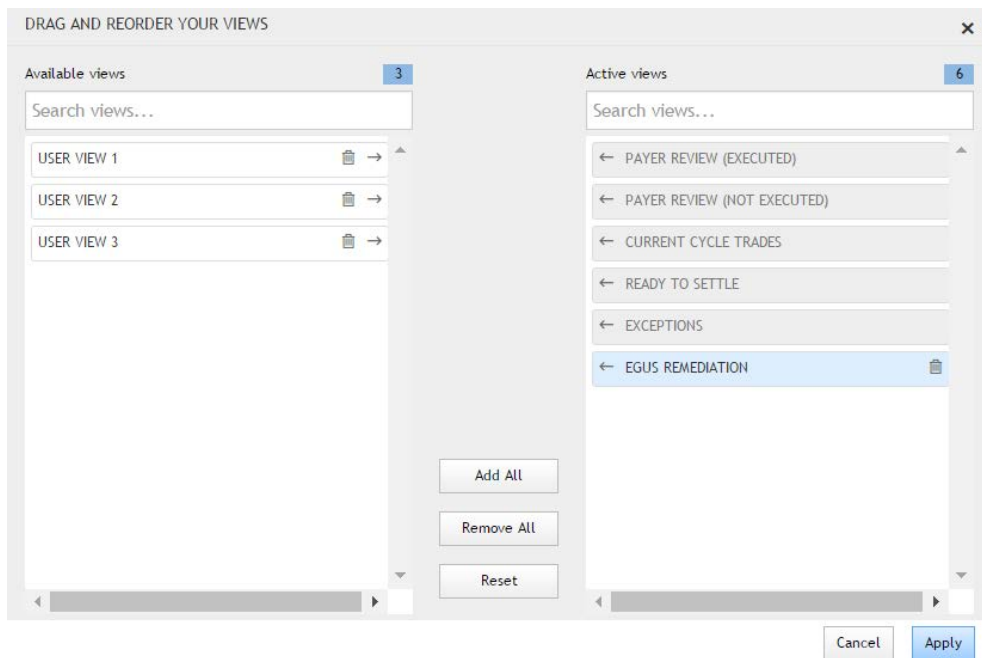 DRAG AND REORDER YOUR VIEWS
Available views 3
Search views...
USER VIEW 1
USER VIEW 2
USER VIEW 3
Add All
Remove All
Reset
Active views 6
Search views...
PAYER REVIEW (EXECUTED)
PAYER REVIEW (NOT EXECUTED)
CURRENT CYCLE TRADES
READY TO SETTLE
EXCEPTIONS
EGUS REMEDIATION
Cancel Apply